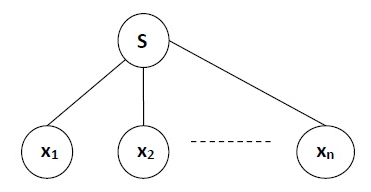 S
x₁ x₂ xₙ